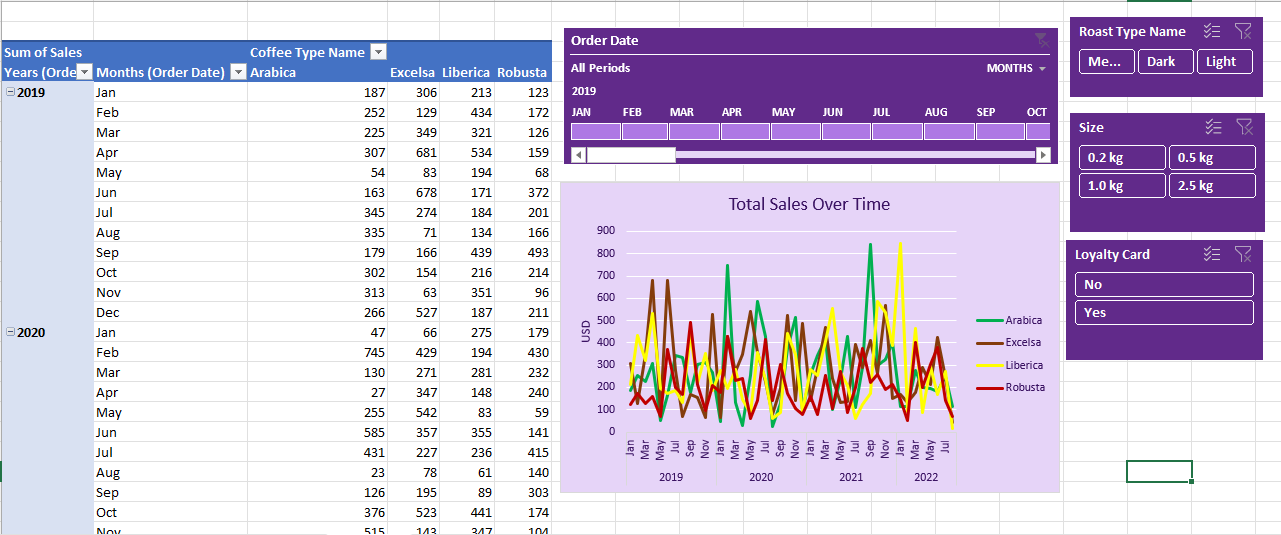 Sum of Sales Coffee Type Name
Years (Orde Months (Order Date) Arabica Excelsa Liberica Robusta
2019 Jan 187 306 213 123
Feb 252 129 434 172
Mar 225 349 321 126
Apr 307 681 534 159
May 54 83 194 68
Jun 163 678 171 372
Jul 345 274 184 201
Aug 335 71 134 166
Sep 179 166 439 493
Oct 302 154 216 214
Nov 313 63 351 96
Dec 266 527 187 211
2020 Jan 47 66 275 179
Feb 745 429 194 430
Mar 130 271 281 232
Apr 27 347 148 240
May 255 542 83 59
Jun 585 357 355 141
Jul 431 227 236 415
Aug 23 78 61 140
Sep 126 195 89 303
Oct 376 523 441 174
Nov 515 143 347 104
Order Date
All Periods MONTHS
2019
JAN FEB MAR APR MAY JUN JUL AUG SEP OCT
Total Sales Over Time
900
800
700
600
500
400
300
200
100
0
USD
Jan Mar May Jul Sep Nov Jan Mar May Jul Sep Nov Jan Mar May Jul Sep Nov Jan Mar May Jul
2019 2020 2021 2022
Arabica
Excelsa
Liberica
Robusta
Roast Type Name
Me... Dark Light
Size
0.2 kg 0.5 kg
1.0 kg 2.5 kg
Loyalty Card
No
Yes